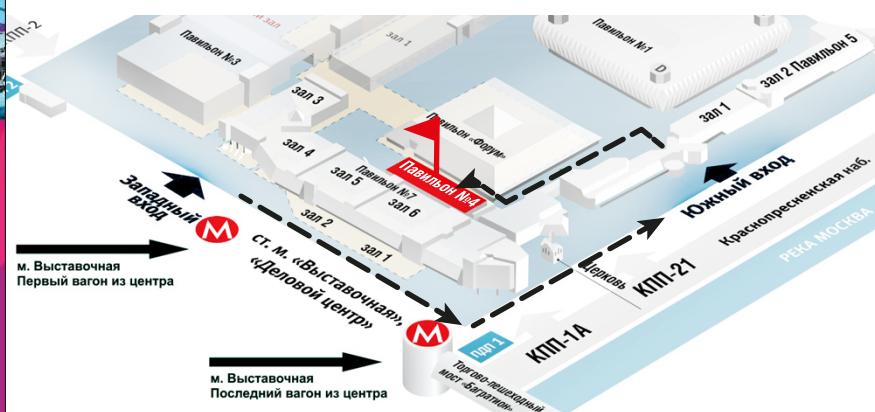 КПП-2
Павильон №3
зал 1
Павильон №1
D
зал 2 Павильон 5
зал 1
зал 3
зал 4
зал 5
Павильон №7
зал 6
зал 2
зал 1
Павильон «Форум»
Павильон №4
Западный
вход
М
ст. м. «Выставочная»,
«Деловой центр»
м. Выставочная
Первый вагон из центра
Южный вход
Краснопресненская наб.
РЕКА МОСКВА
Церковь
КПП-21
КПП-1А
М
ПДП 1
Торгово-пешеходный
мост «Багратион»
м. Выставочная
Последний вагон из центра